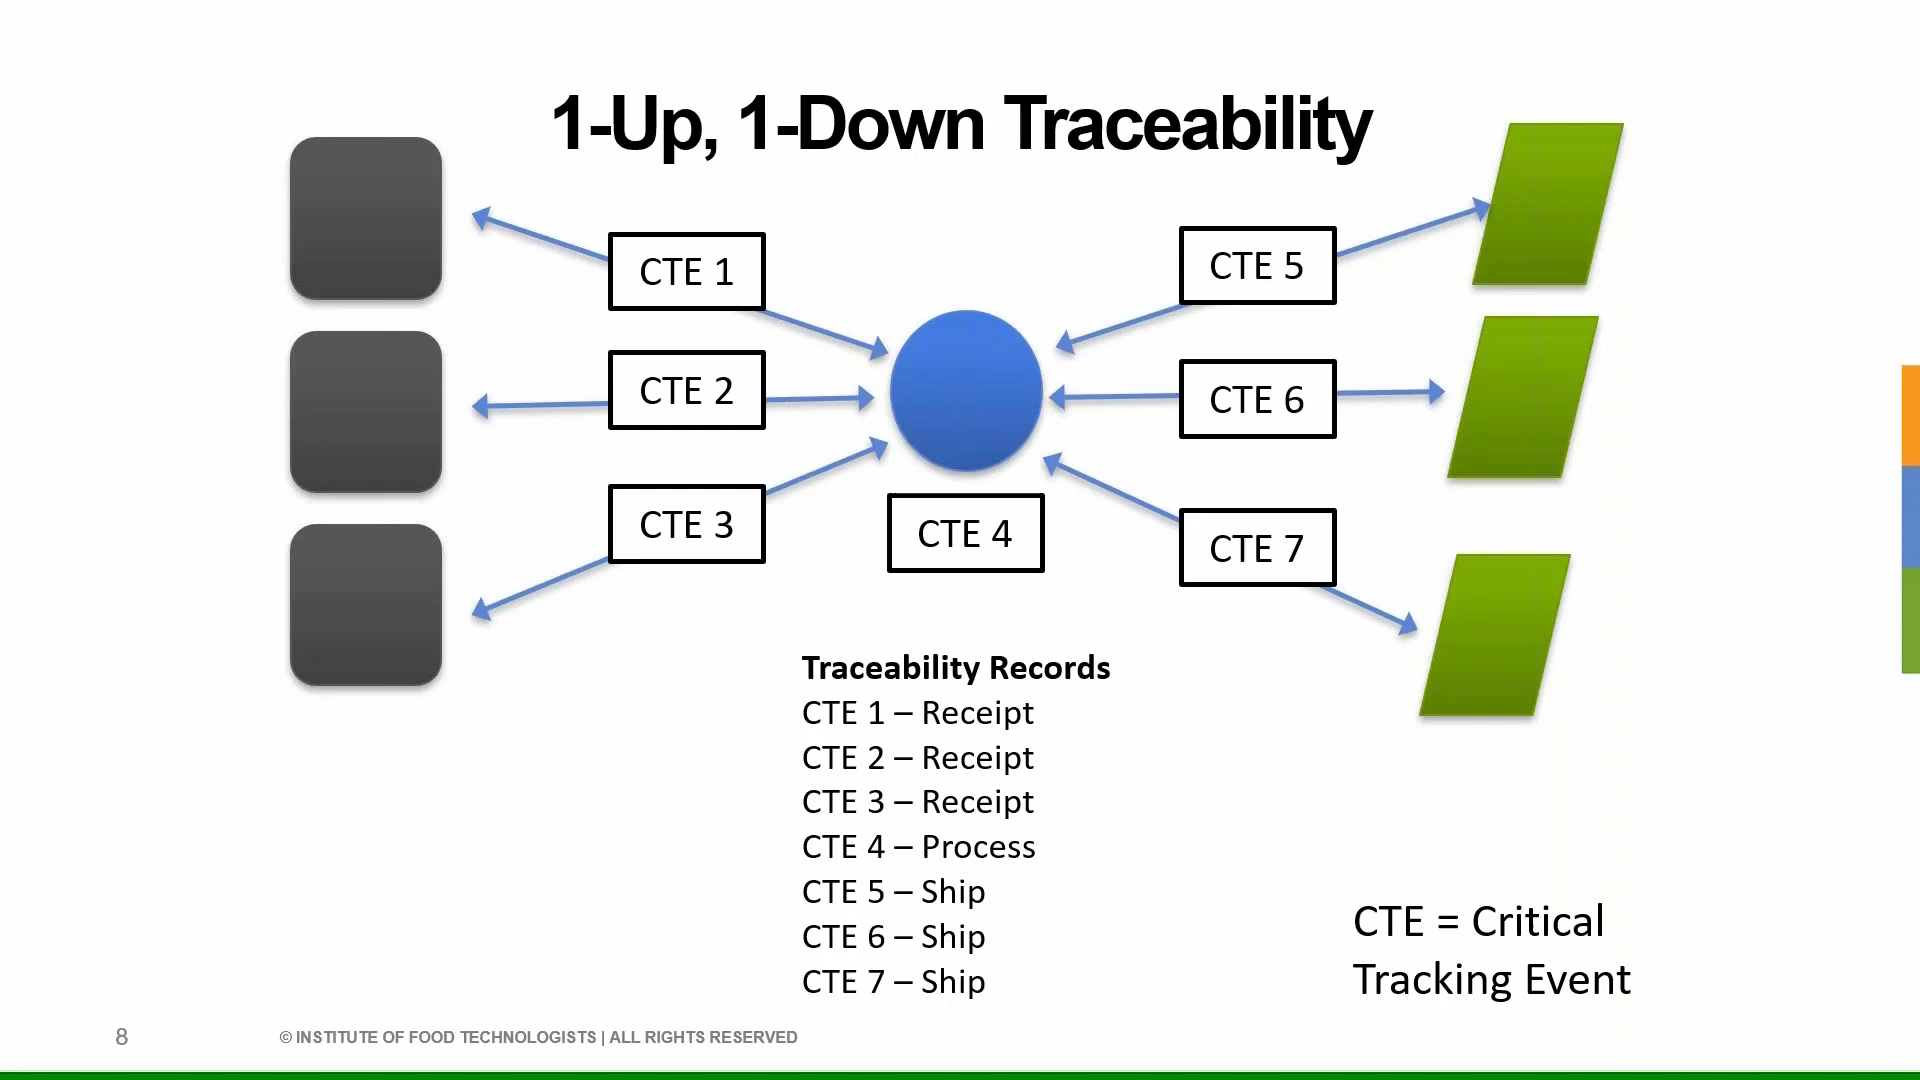 1-Up, 1-Down Traceability
CTE 1
CTE 5
CTE 2
CTE 6
CTE 3
CTE 4
CTE 7
Traceability Records
CTE 1 – Receipt
CTE 2 – Receipt
CTE 3 – Receipt
CTE 4 – Process
CTE 5 – Ship
CTE 6 – Ship
CTE 7 – Ship
CTE = Critical
Tracking Event
8
© INSTITUTE OF FOOD TECHNOLOGISTS | ALL RIGHTS RESERVED